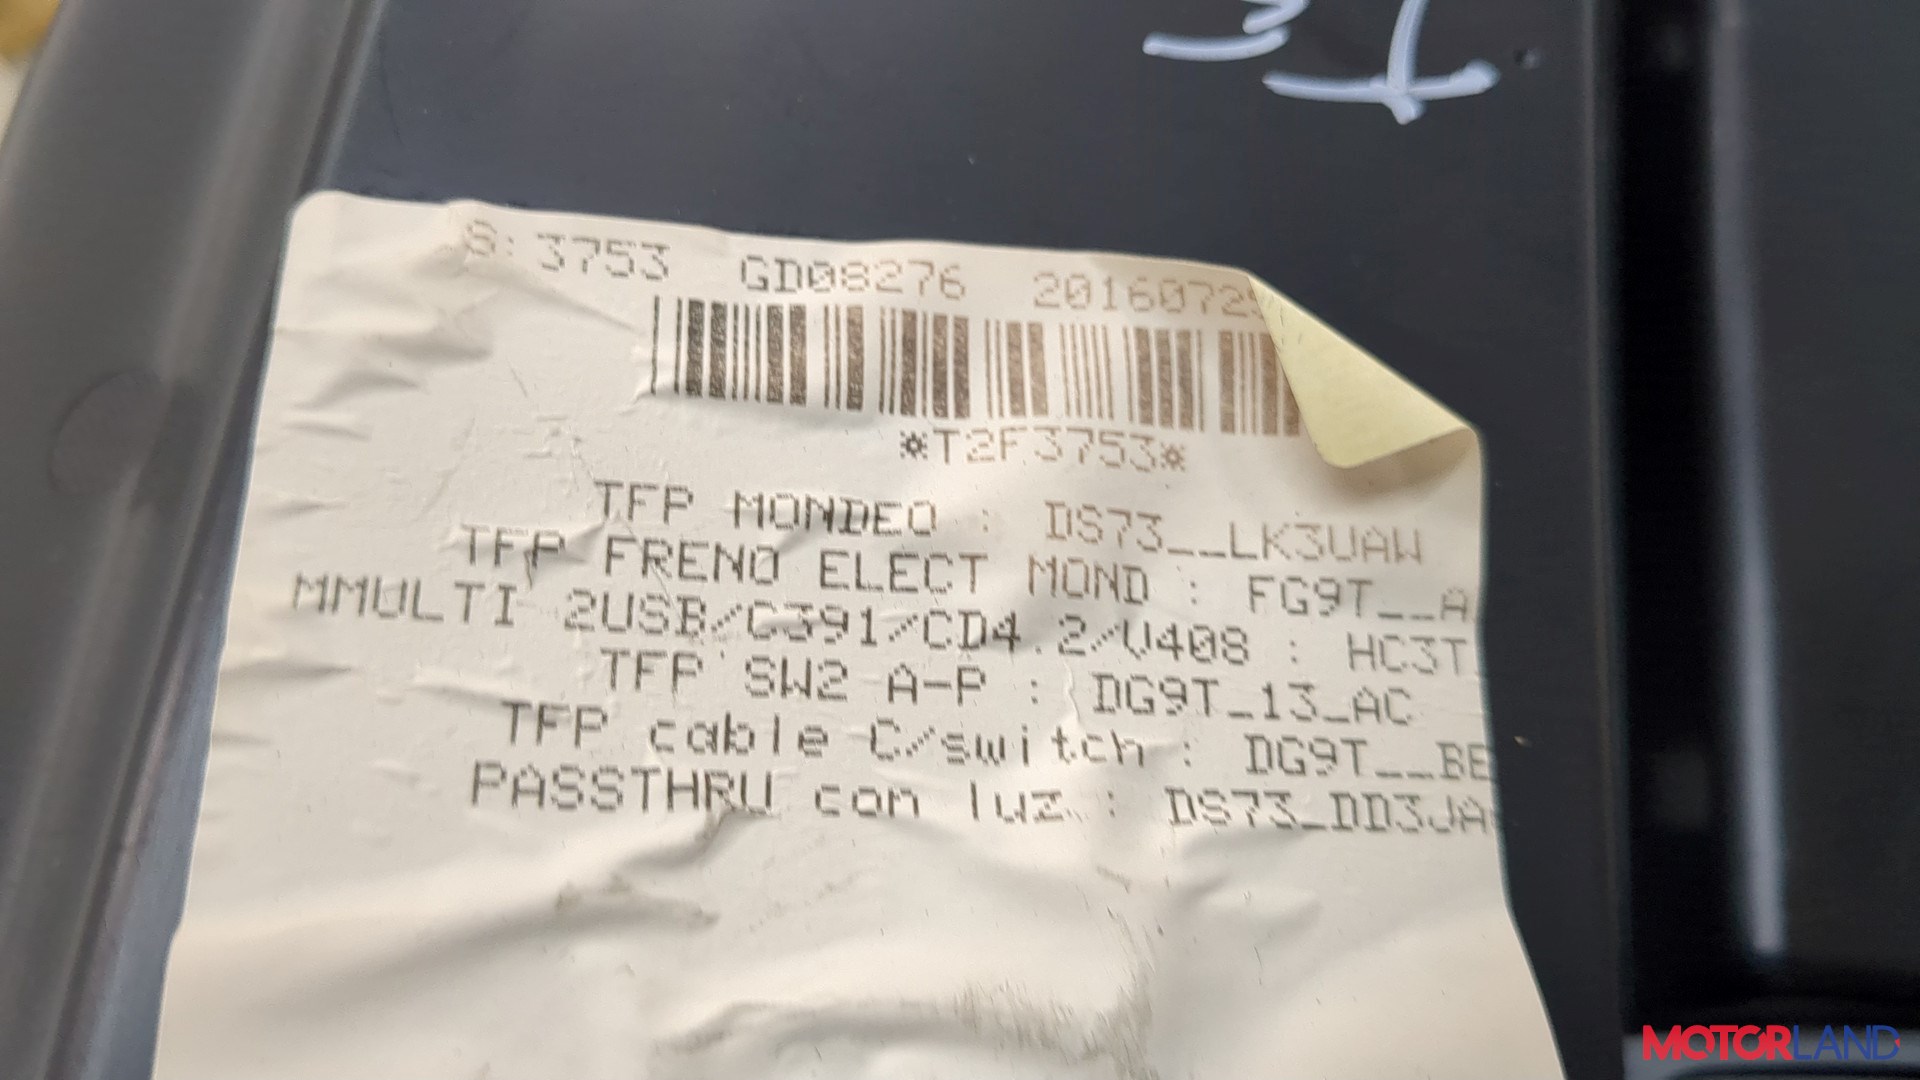 S: 3753 GD08276 2016072
*T2F3753*
TFP MONDEO : DS73__LK3UAW
TFP FRENO ELECT MOND : FG9T__A
MMULTI 2USB/C391/CD4.2/U408 : HC3T
TFP SW2 A-P : DG9T_13_AC
TFP cable C/switch : DG9T__BE
PASSTHRU con luz : DS73_DD3JA
MOTORLAND